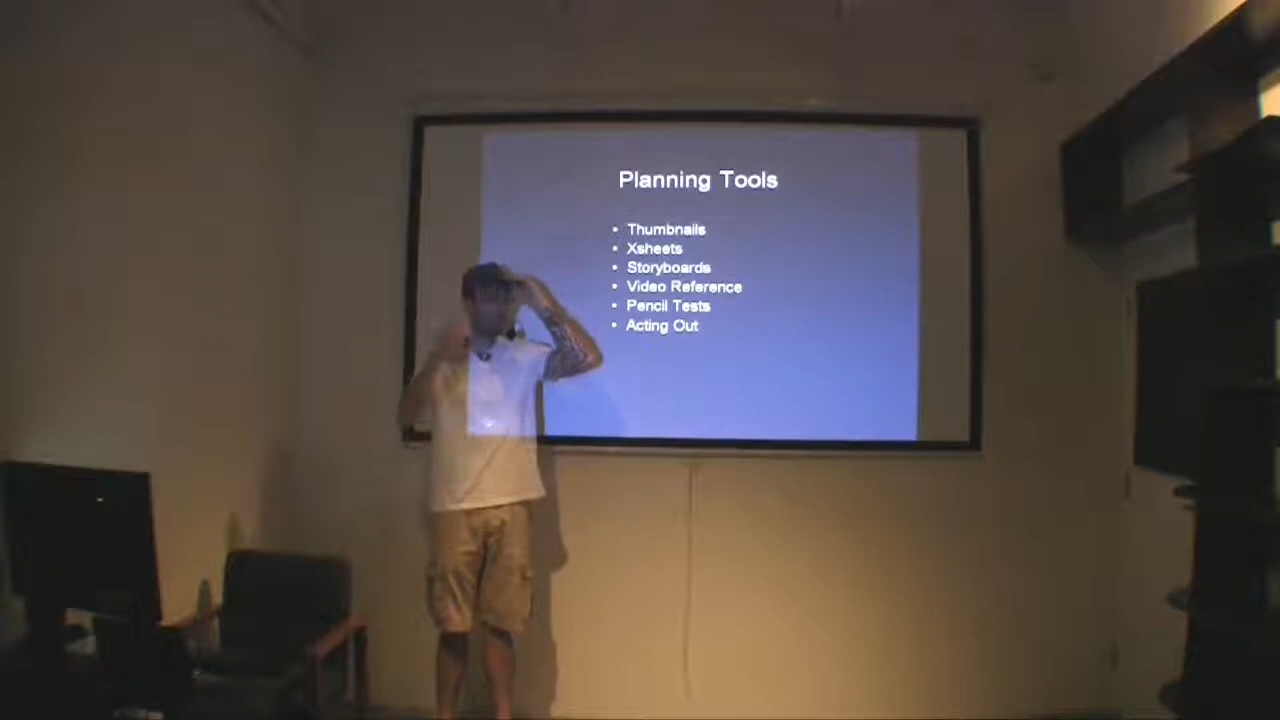 Planning Tools
• Thumbnails
• Xsheets
• Storyboards
• Video Reference
• Pencil Tests
• Acting Out